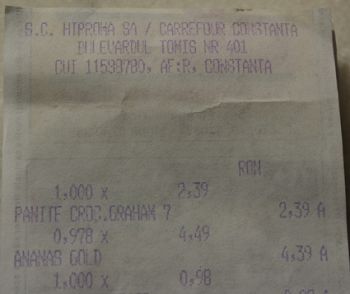 S.C. HIPROMA SA / CARREFOUR CONSTANTA
BULEVARDUL TOMIS NR 401
CUI 11588780, AF:R, CONSTANTA
RON
1,000 x 2,39
PANITE CROC.GRAHAM 7 2,39 A
0,978 x 4,49
ANANAS GOLD 4,39 A
1,000 x 0,98